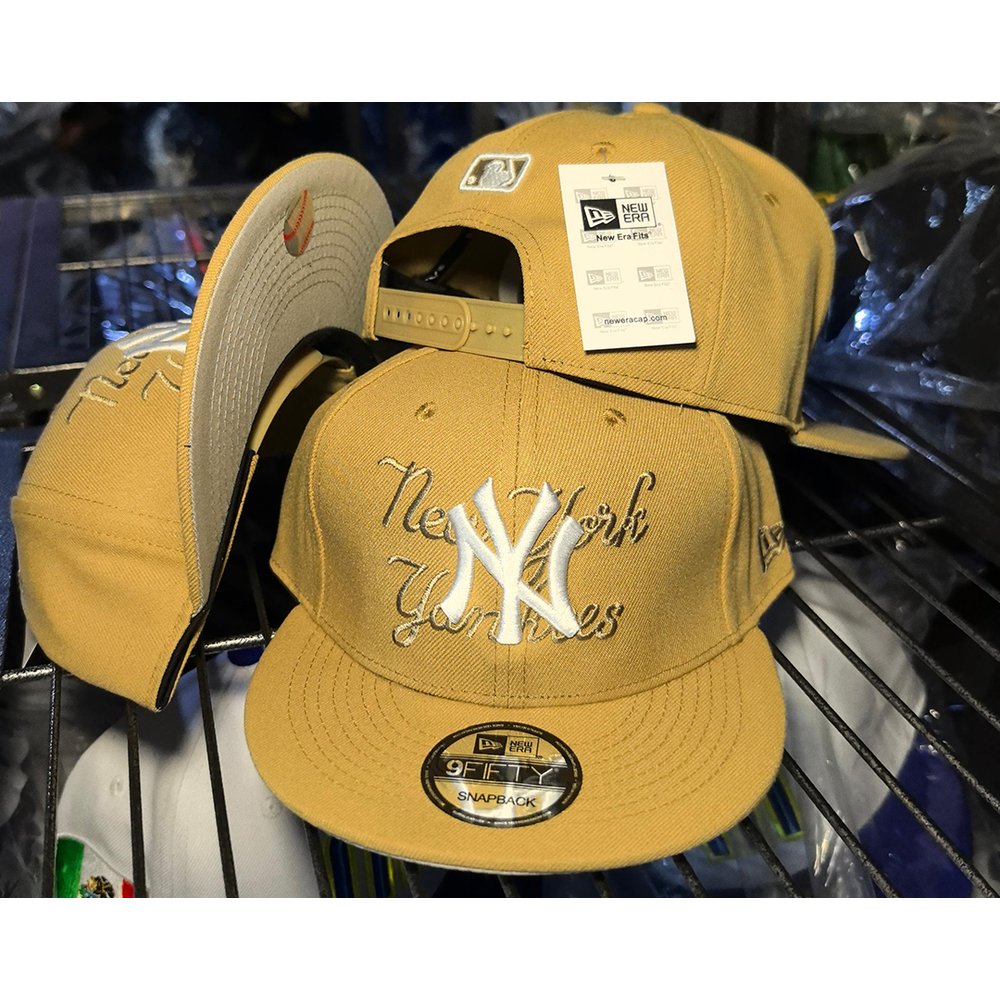 NEW
ERA
New Era Fits®
neweracap.com
New York
NY
Yankees
NEW
ERA
9FIFTY
SNAPBACK